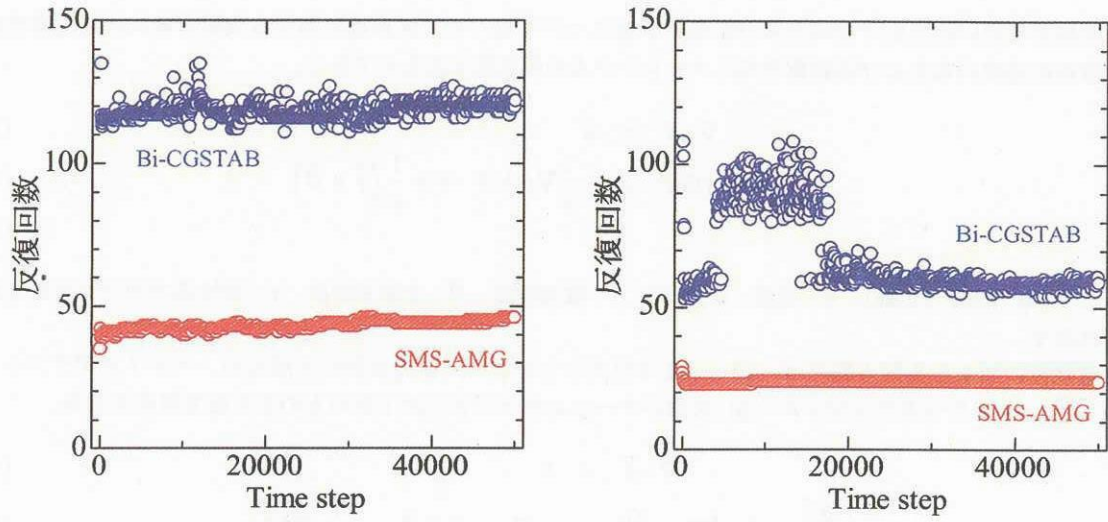 150
100
50
0
反復回数
Bi-CGSTAB
SMS-AMG
0
20000
40000
Time step
150
100
50
0
反復回数
Bi-CGSTAB
SMS-AMG
0
20000
40000
Time step